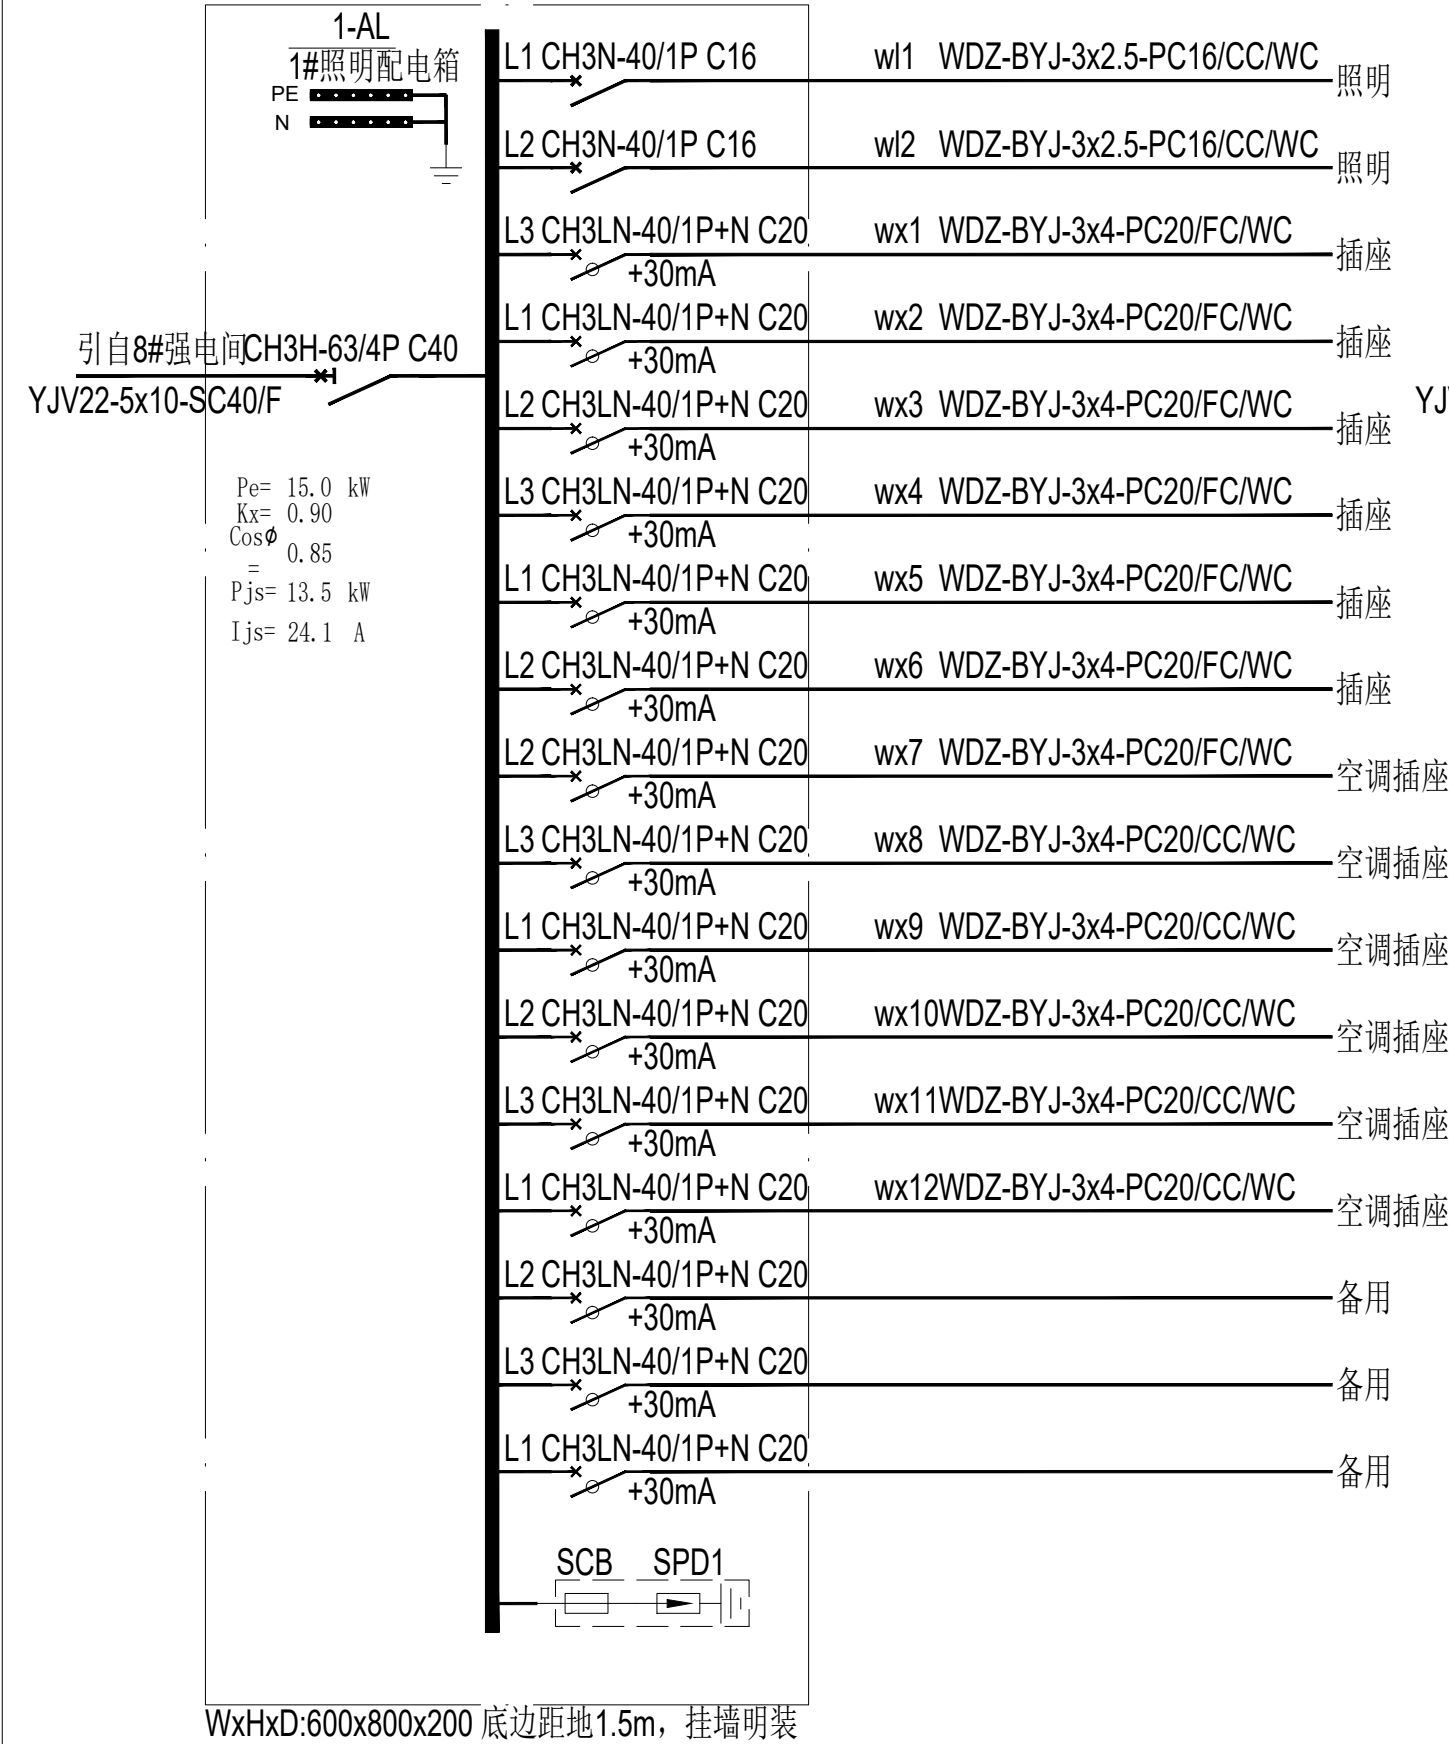 1-AL
1#照明配电箱
PE
N
引自8#强电间CH3H-63/4P C40
YJV22-5x10-SC40/F
Pe= 15.0 kW
Kx= 0.90
Cosø
= 0.85
Pjs= 13.5 kW
Ijs= 24.1 A
L1 CH3N-40/1P C16 wl1 WDZ-BYJ-3x2.5-PC16/CC/WC 照明
L2 CH3N-40/1P C16 wl2 WDZ-BYJ-3x2.5-PC16/CC/WC 照明
L3 CH3LN-40/1P+N C20 wx1 WDZ-BYJ-3x4-PC20/FC/WC 插座
+30mA
L1 CH3LN-40/1P+N C20 wx2 WDZ-BYJ-3x4-PC20/FC/WC 插座
+30mA
L2 CH3LN-40/1P+N C20 wx3 WDZ-BYJ-3x4-PC20/FC/WC 插座
+30mA
YJ
L3 CH3LN-40/1P+N C20 wx4 WDZ-BYJ-3x4-PC20/FC/WC 插座
+30mA
L1 CH3LN-40/1P+N C20 wx5 WDZ-BYJ-3x4-PC20/FC/WC 插座
+30mA
L2 CH3LN-40/1P+N C20 wx6 WDZ-BYJ-3x4-PC20/FC/WC 插座
+30mA
L2 CH3LN-40/1P+N C20 wx7 WDZ-BYJ-3x4-PC20/FC/WC 空调插座
+30mA
L3 CH3LN-40/1P+N C20 wx8 WDZ-BYJ-3x4-PC20/CC/WC 空调插座
+30mA
L1 CH3LN-40/1P+N C20 wx9 WDZ-BYJ-3x4-PC20/CC/WC 空调插座
+30mA
L2 CH3LN-40/1P+N C20 wx10WDZ-BYJ-3x4-PC20/CC/WC 空调插座
+30mA
L3 CH3LN-40/1P+N C20 wx11WDZ-BYJ-3x4-PC20/CC/WC 空调插座
+30mA
L1 CH3LN-40/1P+N C20 wx12WDZ-BYJ-3x4-PC20/CC/WC 空调插座
+30mA
L2 CH3LN-40/1P+N C20 备用
+30mA
L3 CH3LN-40/1P+N C20 备用
+30mA
L1 CH3LN-40/1P+N C20 备用
+30mA
SCB SPD1
WxHxD:600x800x200 底边距地1.5m，挂墙明装